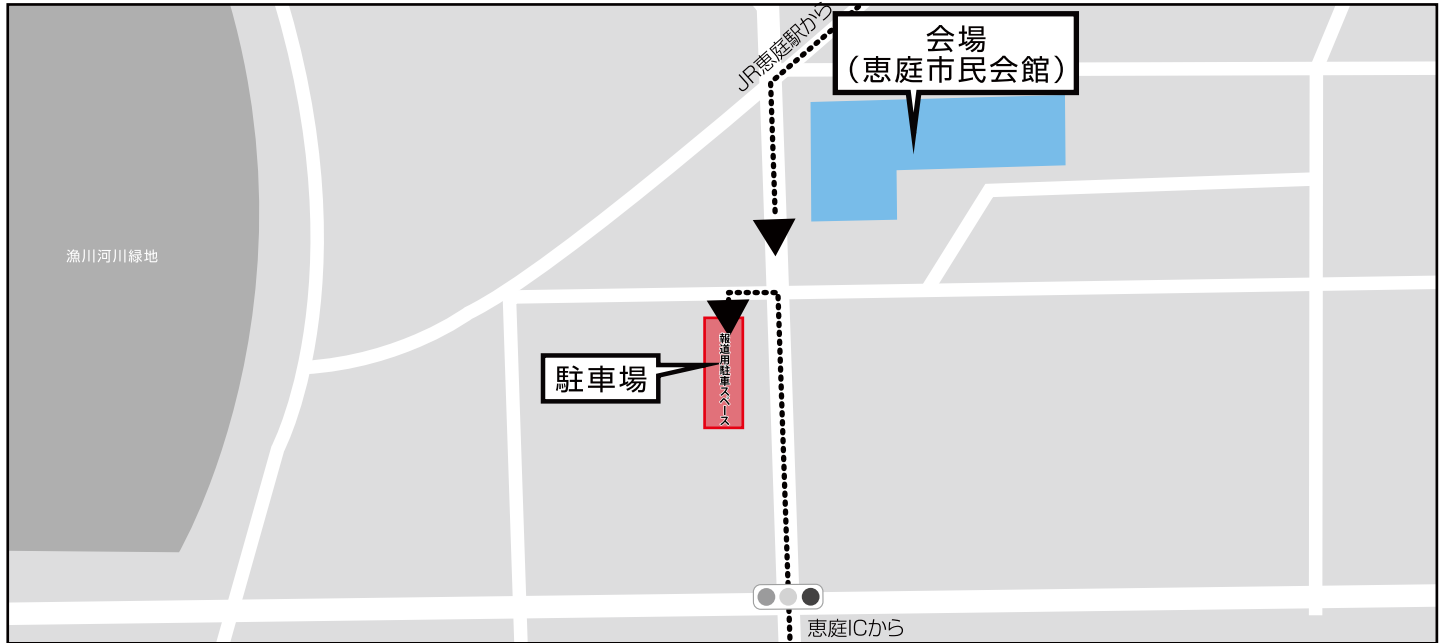 JR恵庭駅から
会場
(恵庭市民会館)
漁川河川緑地
報道用駐車スペース
駐車場
恵庭ICから